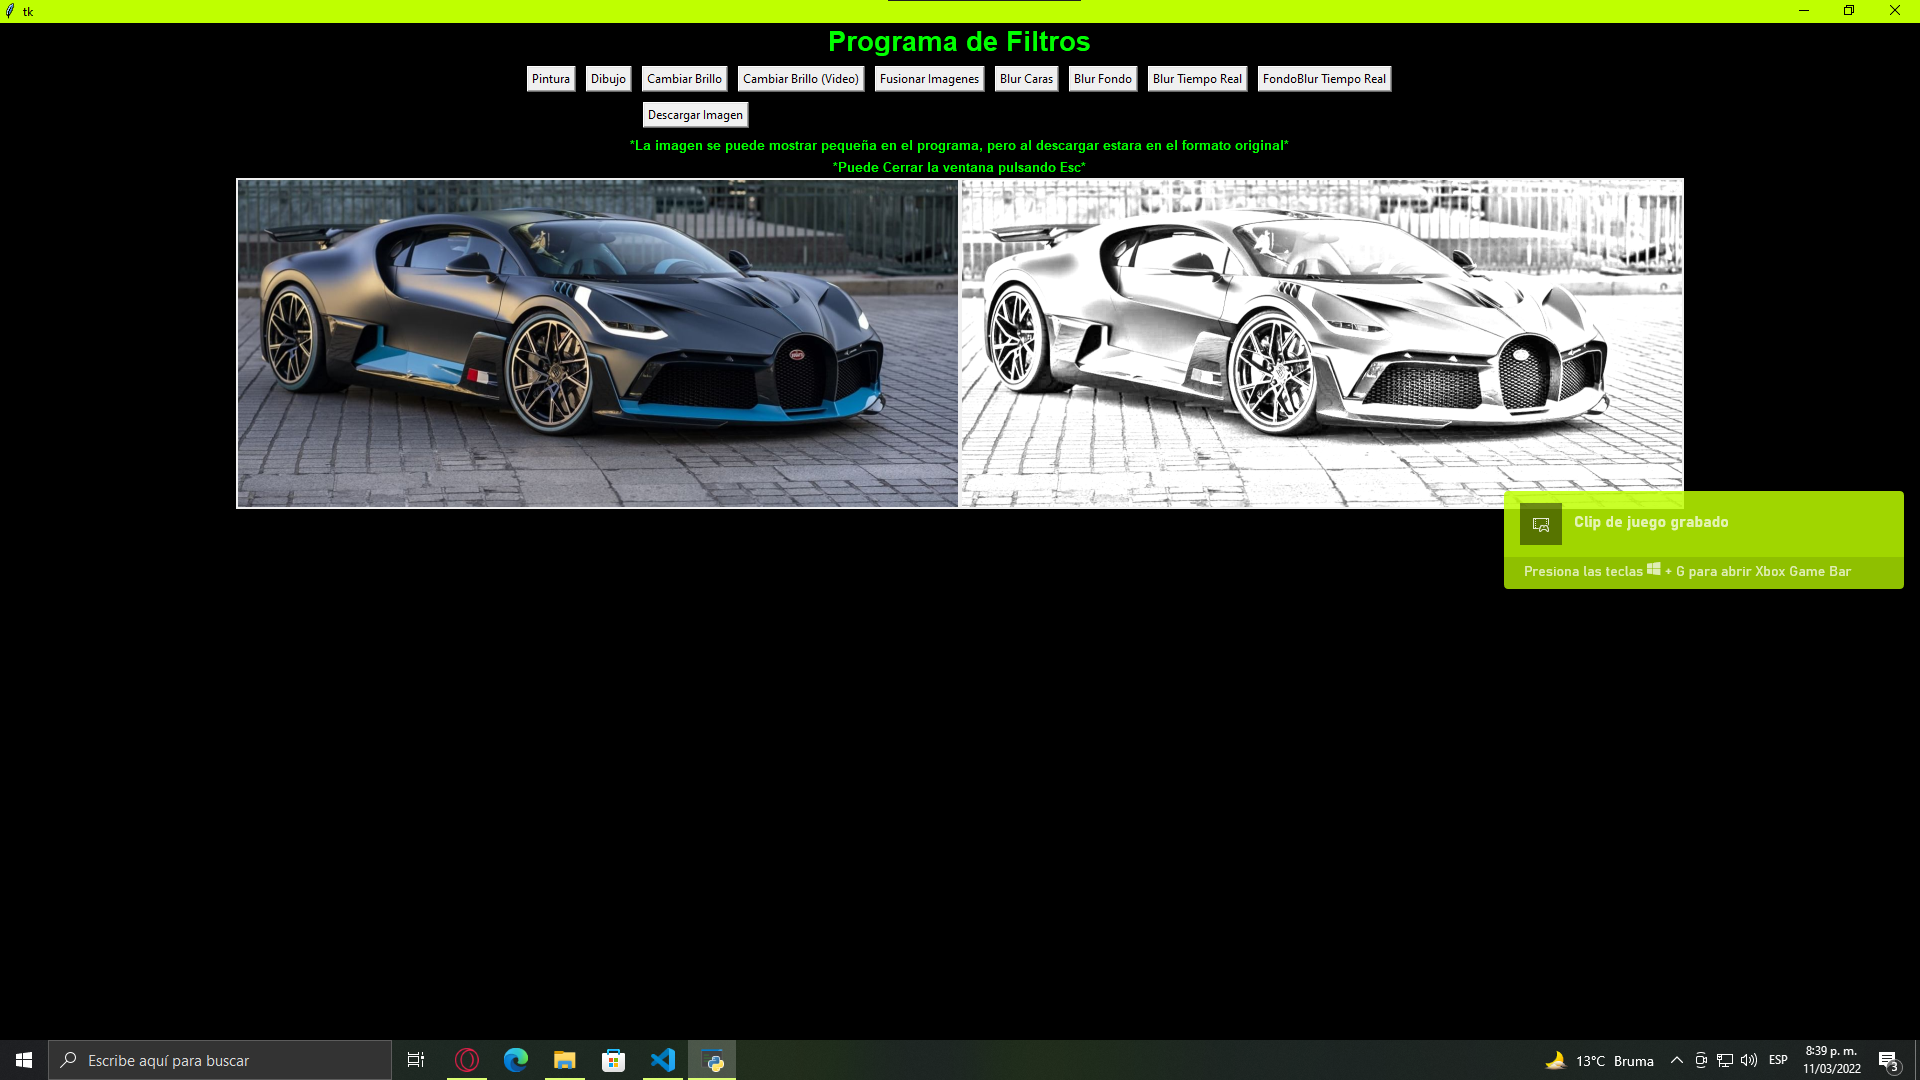 tk
Programa de Filtros
Pintura Dibujo Cambiar Brillo Cambiar Brillo (Video) Fusionar Imagenes Blur Caras Blur Fondo Blur Tiempo Real FondoBlur Tiempo Real
Descargar Imagen
*La imagen se puede mostrar pequeña en el programa, pero al descargar estara en el formato original*
*Puede Cerrar la ventana pulsando Esc*
Clip de juego grabado
Presiona las teclas + G para abrir Xbox Game Bar
Escribe aquí para buscar
13°C Bruma
ESP
8:39 p. m.
11/03/2022
3